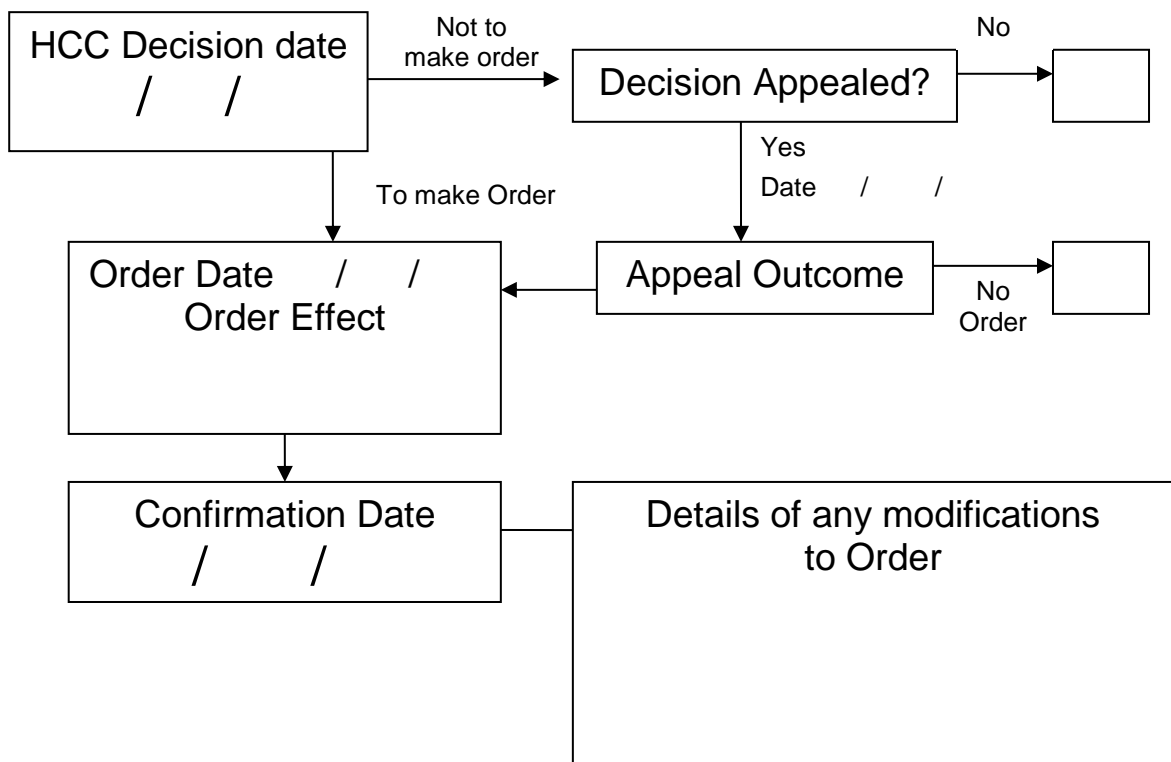 HCC Decision date
/ /
Not to
make order
Decision Appealed?
No
Yes
Date / /
To make Order
Order Date / /
Order Effect
Appeal Outcome
No
Order
Confirmation Date
/ /
Details of any modifications
to Order